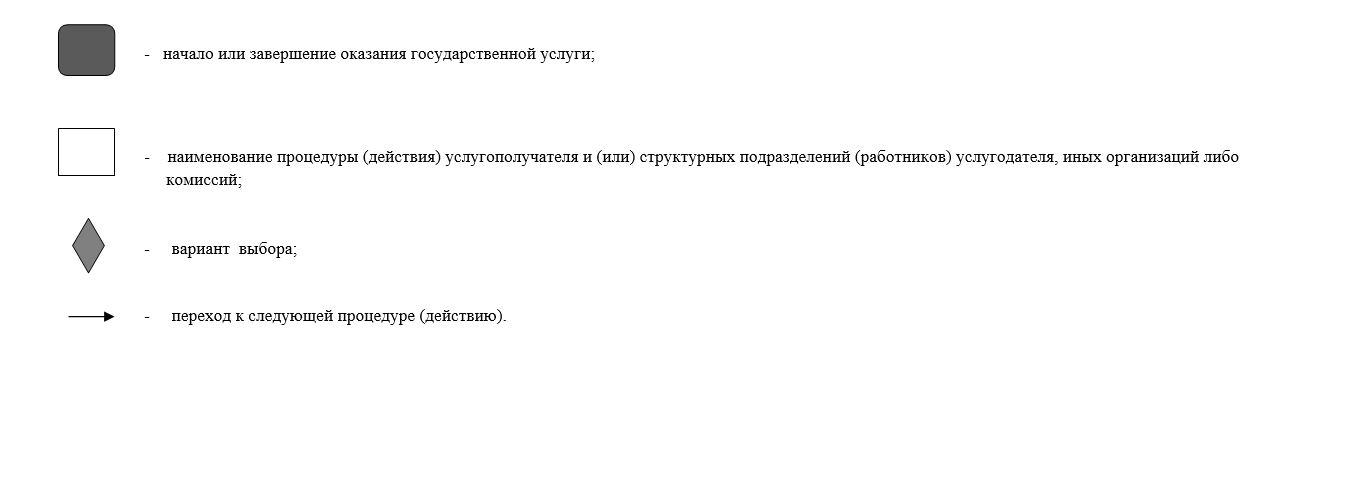 - начало или завершение оказания государственной услуги;
- наименование процедуры (действия) услугополучателя и (или) структурных подразделений (работников) услугодателя, иных организаций либо
комиссий;
- вариант выбора;
- переход к следующей процедуре (действию).